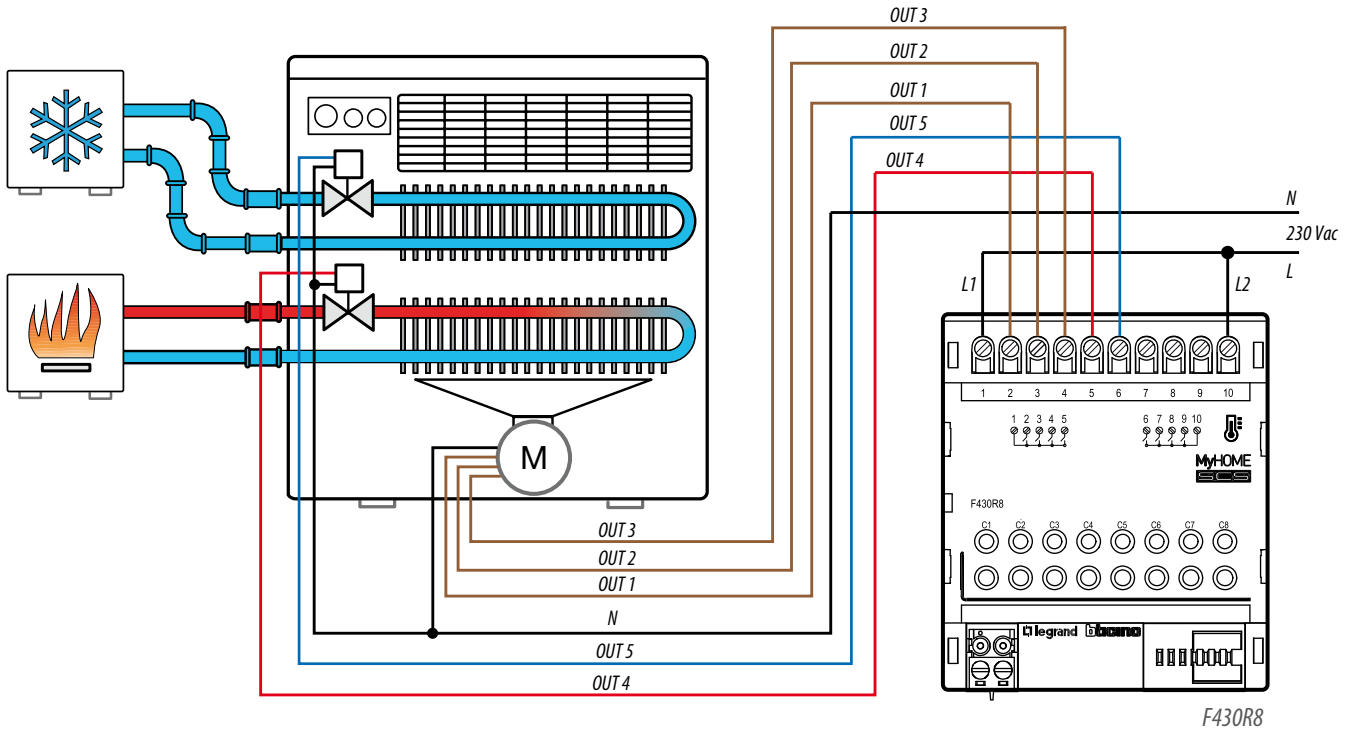 OUT 3
OUT 2
OUT 1
OUT 5
OUT 4
N
230 Vac
L
L1
L2
1 2 3 4 5 6 7 8 9 10
1 2 3 4 5
6 7 8 9 10
MyHOME
SCS
F430R8
C1 C2 C3 C4 C5 C6 C7 C8
M
OUT 3
OUT 2
OUT 1
N
OUT 5
OUT 4
legrand bticino
F430R8